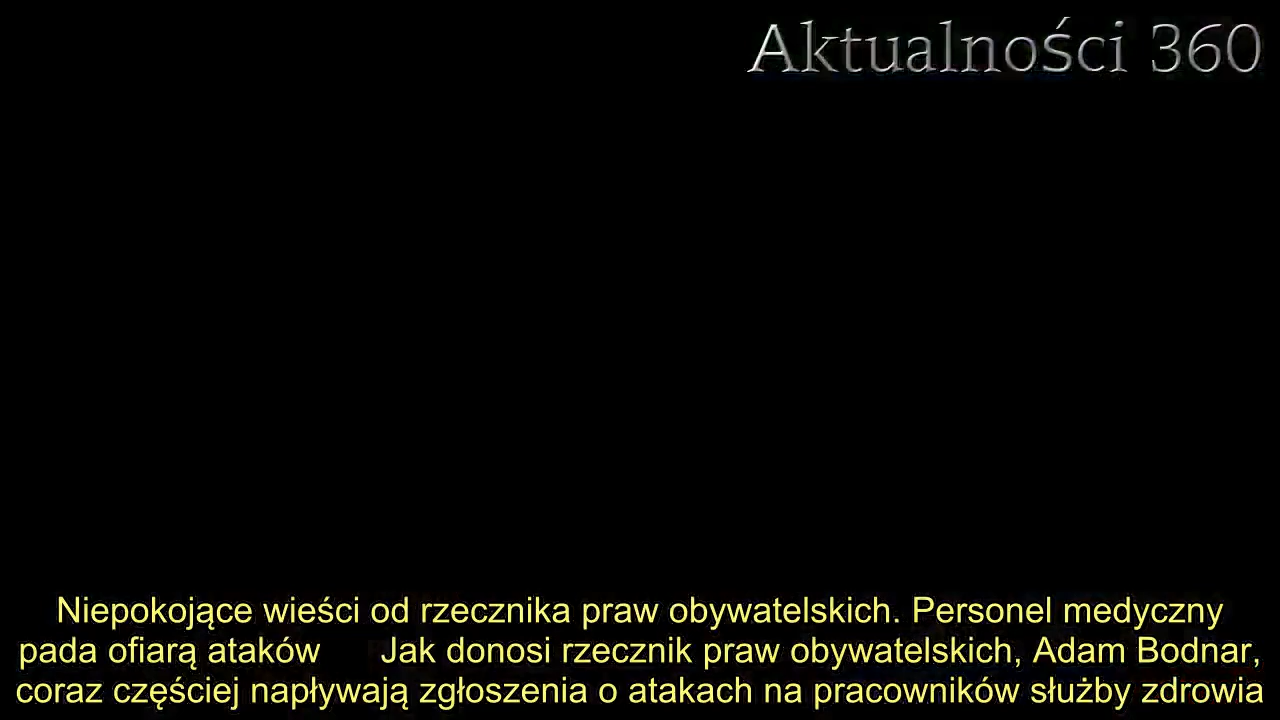 Aktualności 360
Niepokojące wieści od rzecznika praw obywatelskich. Personel medyczny
pada ofiarą ataków Jak donosi rzecznik praw obywatelskich, Adam Bodnar,
coraz częściej napływają zgłoszenia o atakach na pracowników służby zdrowia